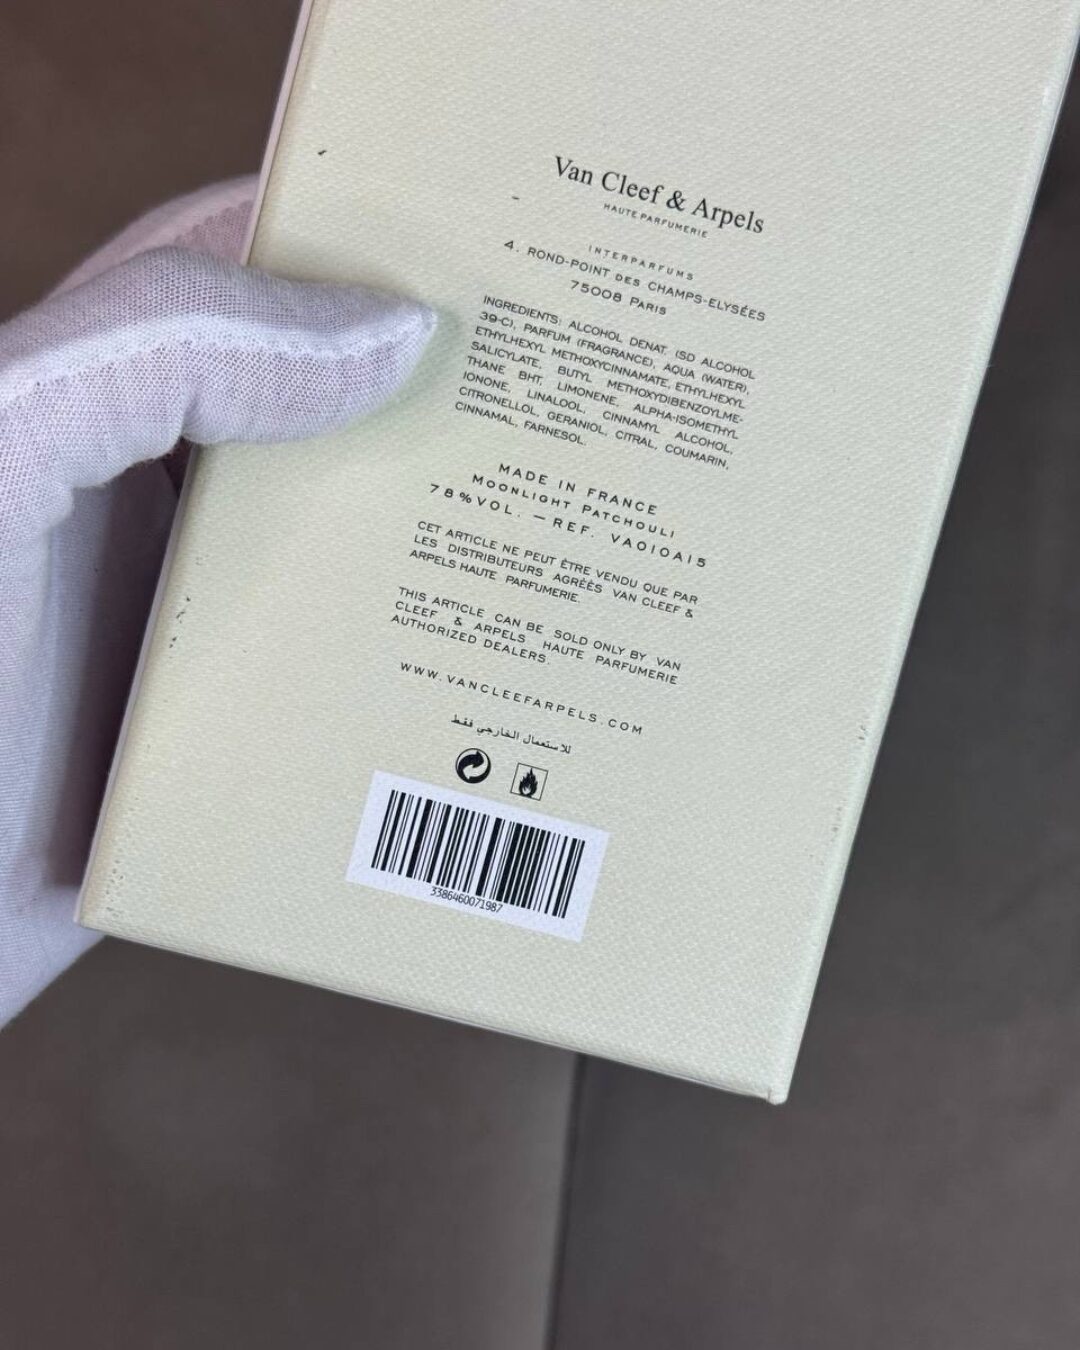 Van Cleef & Arpels
HAUTE PARFUMERIE
INTERPARFUMS
4. ROND-POINT DES CHAMPS-ELYSÉES
75008 PARIS
INGREDIENTS: ALCOHOL DENAT. (SD ALCOHOL
39-C), PARFUM (FRAGRANCE), AQUA (WATER),
ETHYLHEXYL METHOXYCINNAMATE, ETHYLHEXYL
SALICYLATE, BUTYL METHOXYDIBENZOYLME-
THANE BHT, LIMONENE, ALPHA-ISOMETHYL
IONONE, LINALOOL, CINNAMYL ALCOHOL,
CITRONELLOL, GERANIOL, CITRAL, COUMARIN,
CINNAMAL, FARNESOL.
MADE IN FRANCE
MOONLIGHT PATCHOULI
78%VOL. — REF. VA010A15
CET ARTICLE NE PEUT ÊTRE VENDU QUE PAR
LES DISTRIBUTEURS AGRÉÉS VAN CLEEF &
ARPELS HAUTE PARFUMERIE.
THIS ARTICLE CAN BE SOLD ONLY BY VAN
CLEEF & ARPELS HAUTE PARFUMERIE
AUTHORIZED DEALERS.
WWW.VANCLEEFARPELS.COM
للاستعمال الخارجي فقط
3386460071987